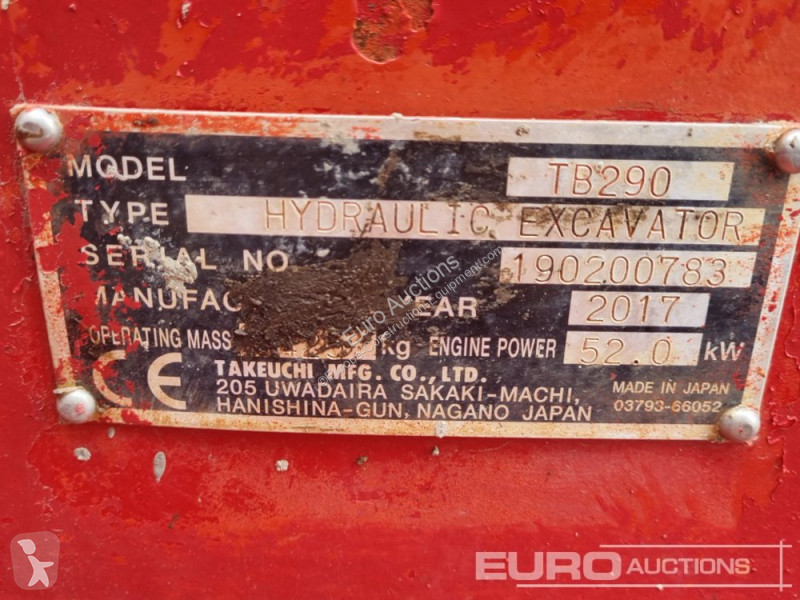 MODEL TB290
TYPE HYDRAULIC EXCAVATOR
SERIAL NO. 190200783
YEAR 2017
OPERATING MASS kg ENGINE POWER 52.0 kW
CE TAKEUCHI MFG. CO., LTD.
205 UWADAIRA SAKAKI-MACHI,
HANISHINA-GUN, NAGANO JAPAN
MADE IN JAPAN
03793-66052
Euro Auctions
EURO AUCTIONS